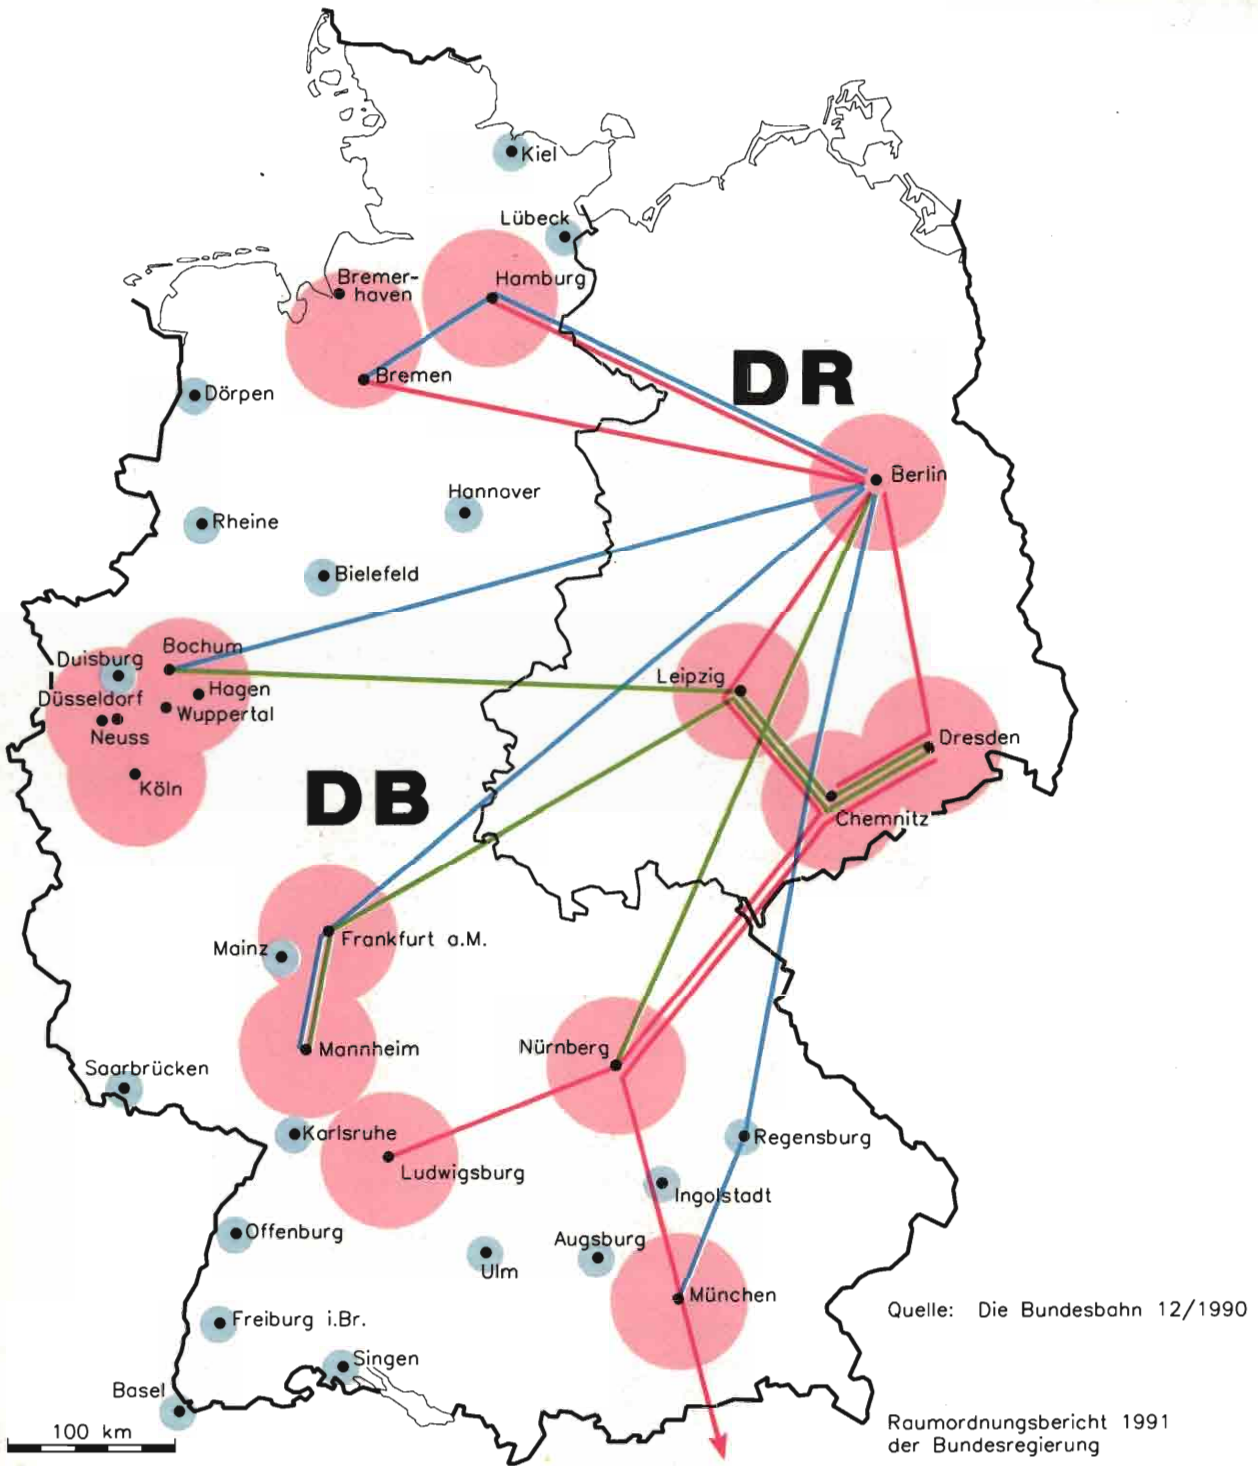 Kiel
Lübeck
Hamburg
Bremer-
haven
Bremen
DR
Dörpen
Berlin
Hannover
Rheine
Bielefeld
Bochum
Duisburg
Leipzig
Hagen
Düsseldorf
Wuppertal
Neuss
Dresden
Köln
DB
Chemnitz
Frankfurt a.M.
Mainz
Nürnberg
Mannheim
Saarbrücken
Karlsruhe
Regensburg
Ludwigsburg
Ingolstadt
Offenburg
Augsburg
Ulm
München
Quelle: Die Bundesbahn 12/1990
Freiburg i.Br.
Singen
Basel
100 km
Raumordnungsbericht 1991
der Bundesregierung